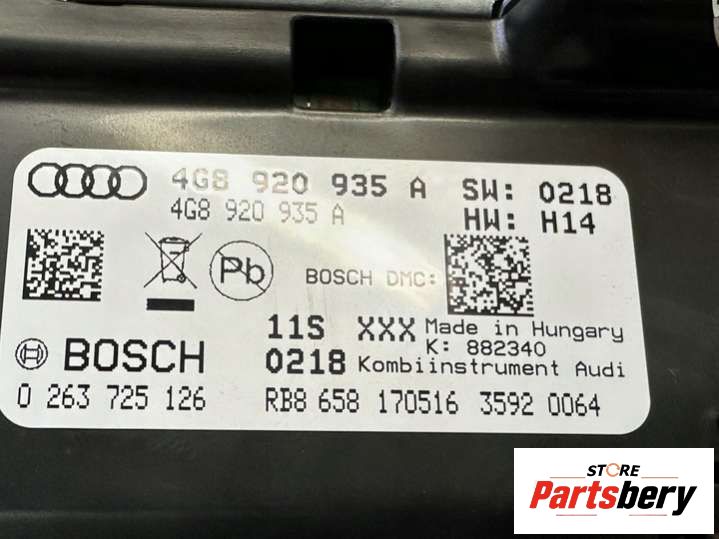 4G8 920 935 A SW: 0218
4G8 920 935 A HW: H14
Pb BOSCH DMC:
11S XXX Made in Hungary
K: 882340
BOSCH 0218 Kombiinstrument Audi
0 263 725 126 RB8 658 170516 3592 0064
STORE
Partsbery